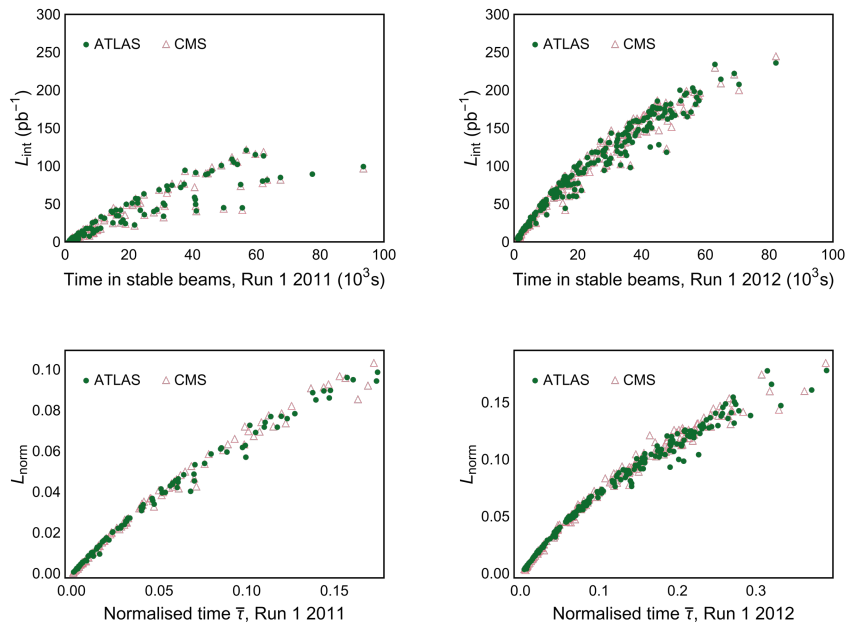 300
250
200
150
100
50
0
L_int (pb⁻¹)
ATLAS CMS
0 20 40 60 80 100
Time in stable beams, Run 1 2011 (10³s)
300
250
200
150
100
50
0
L_int (pb⁻¹)
ATLAS CMS
0 20 40 60 80 100
Time in stable beams, Run 1 2012 (10³s)
0.10
0.08
0.06
0.04
0.02
0.00
L_norm
ATLAS CMS
0.00 0.05 0.10 0.15
Normalised time τ̅, Run 1 2011
0.15
0.10
0.05
0.00
L_norm
ATLAS CMS
0.0 0.1 0.2 0.3
Normalised time τ̅, Run 1 2012